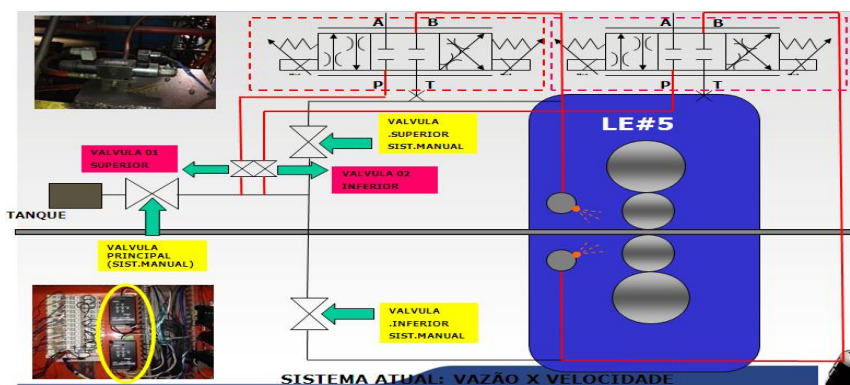 A
B
A
B
P
T
P
T
LE#5
VALVULA
.SUPERIOR
SIST.MANUAL
VALVULA 01
SUPERIOR
VALVULA 02
INFERIOR
TANQUE
VALVULA
PRINCIPAL
(SIST.MANUAL)
VALVULA
.INFERIOR
SIST.MANUAL
SISTEMA ATUAL: VAZÃO X VELOCIDADE